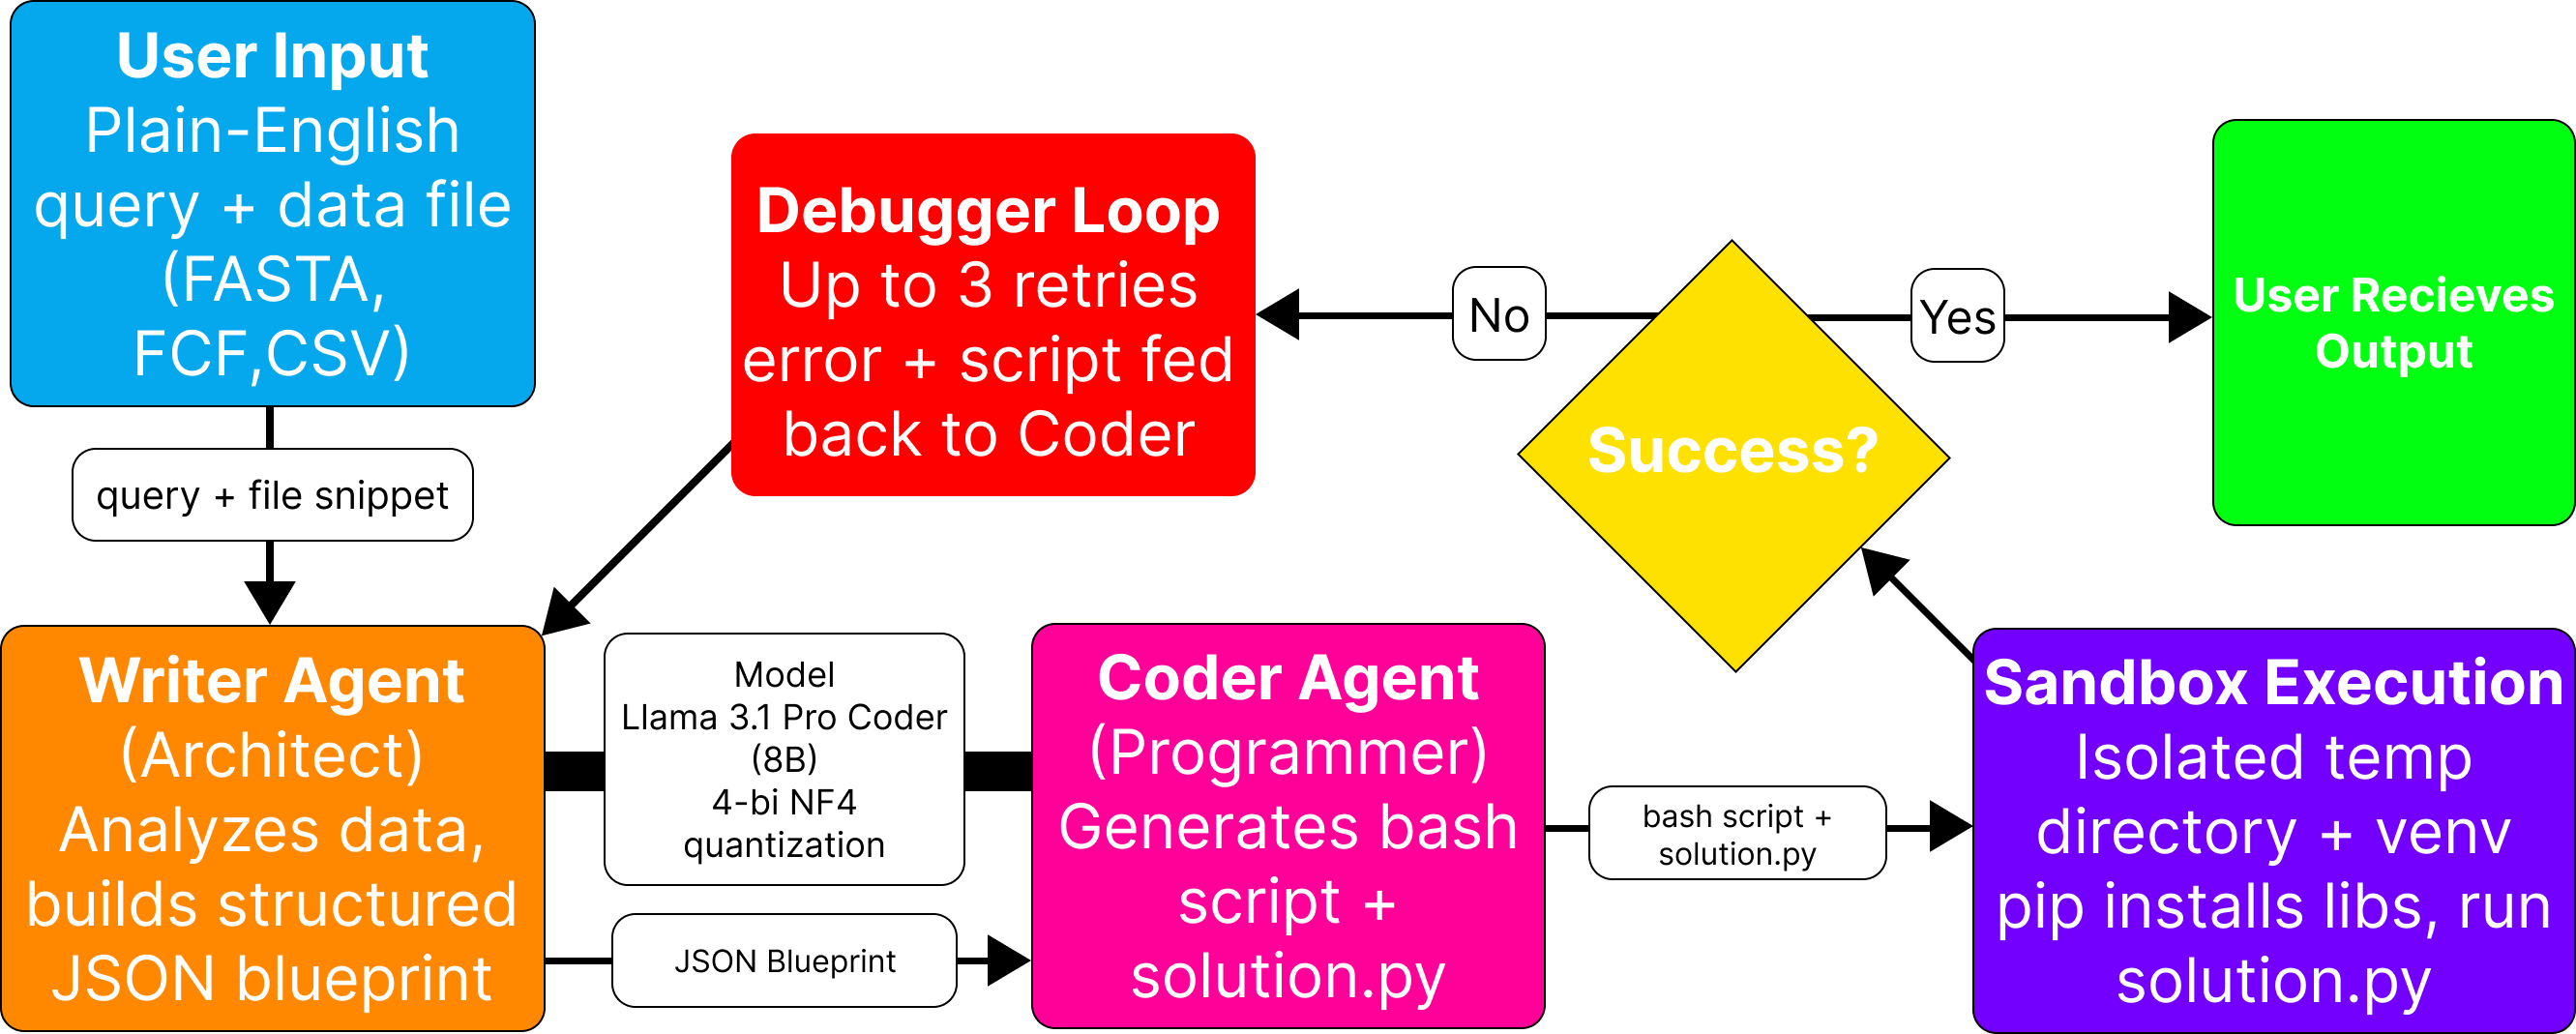 User Input
Plain-English
query + data file
(FASTA,
FCF,CSV)
query + file snippet
Debugger Loop
Up to 3 retries
error + script fed
back to Coder
No
Success?
Yes
User Recieves
Output
Writer Agent
(Architect)
Analyzes data,
builds structured
JSON blueprint
Model
Llama 3.1 Pro Coder
(8B)
4-bi NF4
quantization
JSON Blueprint
Coder Agent
(Programmer)
Generates bash
script +
solution.py
bash script +
solution.py
Sandbox Execution
Isolated temp
directory + venv
pip installs libs, run
solution.py